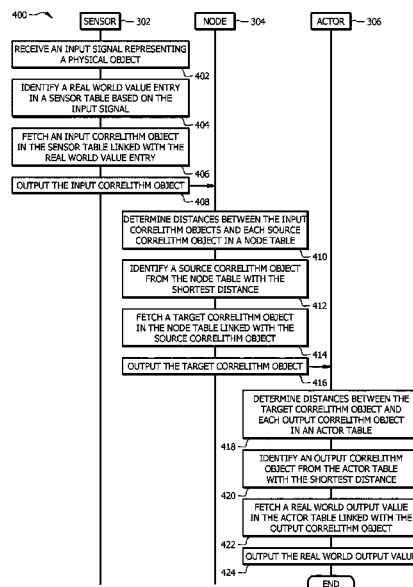 400
SENSOR 302
NODE 304
ACTOR 306
RECEIVE AN INPUT SIGNAL REPRESENTING
A PHYSICAL OBJECT
402
IDENTIFY A REAL WORLD VALUE ENTRY
IN A SENSOR TABLE BASED ON THE
INPUT SIGNAL
404
FETCH AN INPUT CORRELITHM OBJECT
IN THE SENSOR TABLE LINKED WITH THE
REAL WORLD VALUE ENTRY
406
OUTPUT THE INPUT CORRELITHM OBJECT
408
DETERMINE DISTANCES BETWEEN THE INPUT
CORRELITHM OBJECTS AND EACH SOURCE
CORRELITHM OBJECT IN A NODE TABLE
410
IDENTIFY A SOURCE CORRELITHM OBJECT
FROM THE NODE TABLE WITH THE
SHORTEST DISTANCE
412
FETCH A TARGET CORRELITHM OBJECT
IN THE NODE TABLE LINKED WITH THE
SOURCE CORRELITHM OBJECT
414
OUTPUT THE TARGET CORRELITHM OBJECT
416
DETERMINE DISTANCES BETWEEN THE
TARGET CORRELITHM OBJECT AND
EACH OUTPUT CORRELITHM OBJECT
IN AN ACTOR TABLE
418
IDENTIFY AN OUTPUT CORRELITHM
OBJECT FROM THE ACTOR TABLE
WITH THE SHORTEST DISTANCE
420
FETCH A REAL WORLD OUTPUT VALUE
IN THE ACTOR TABLE LINKED WITH THE
OUTPUT CORRELITHM OBJECT
422
OUTPUT THE REAL WORLD OUTPUT VALUE
424
END